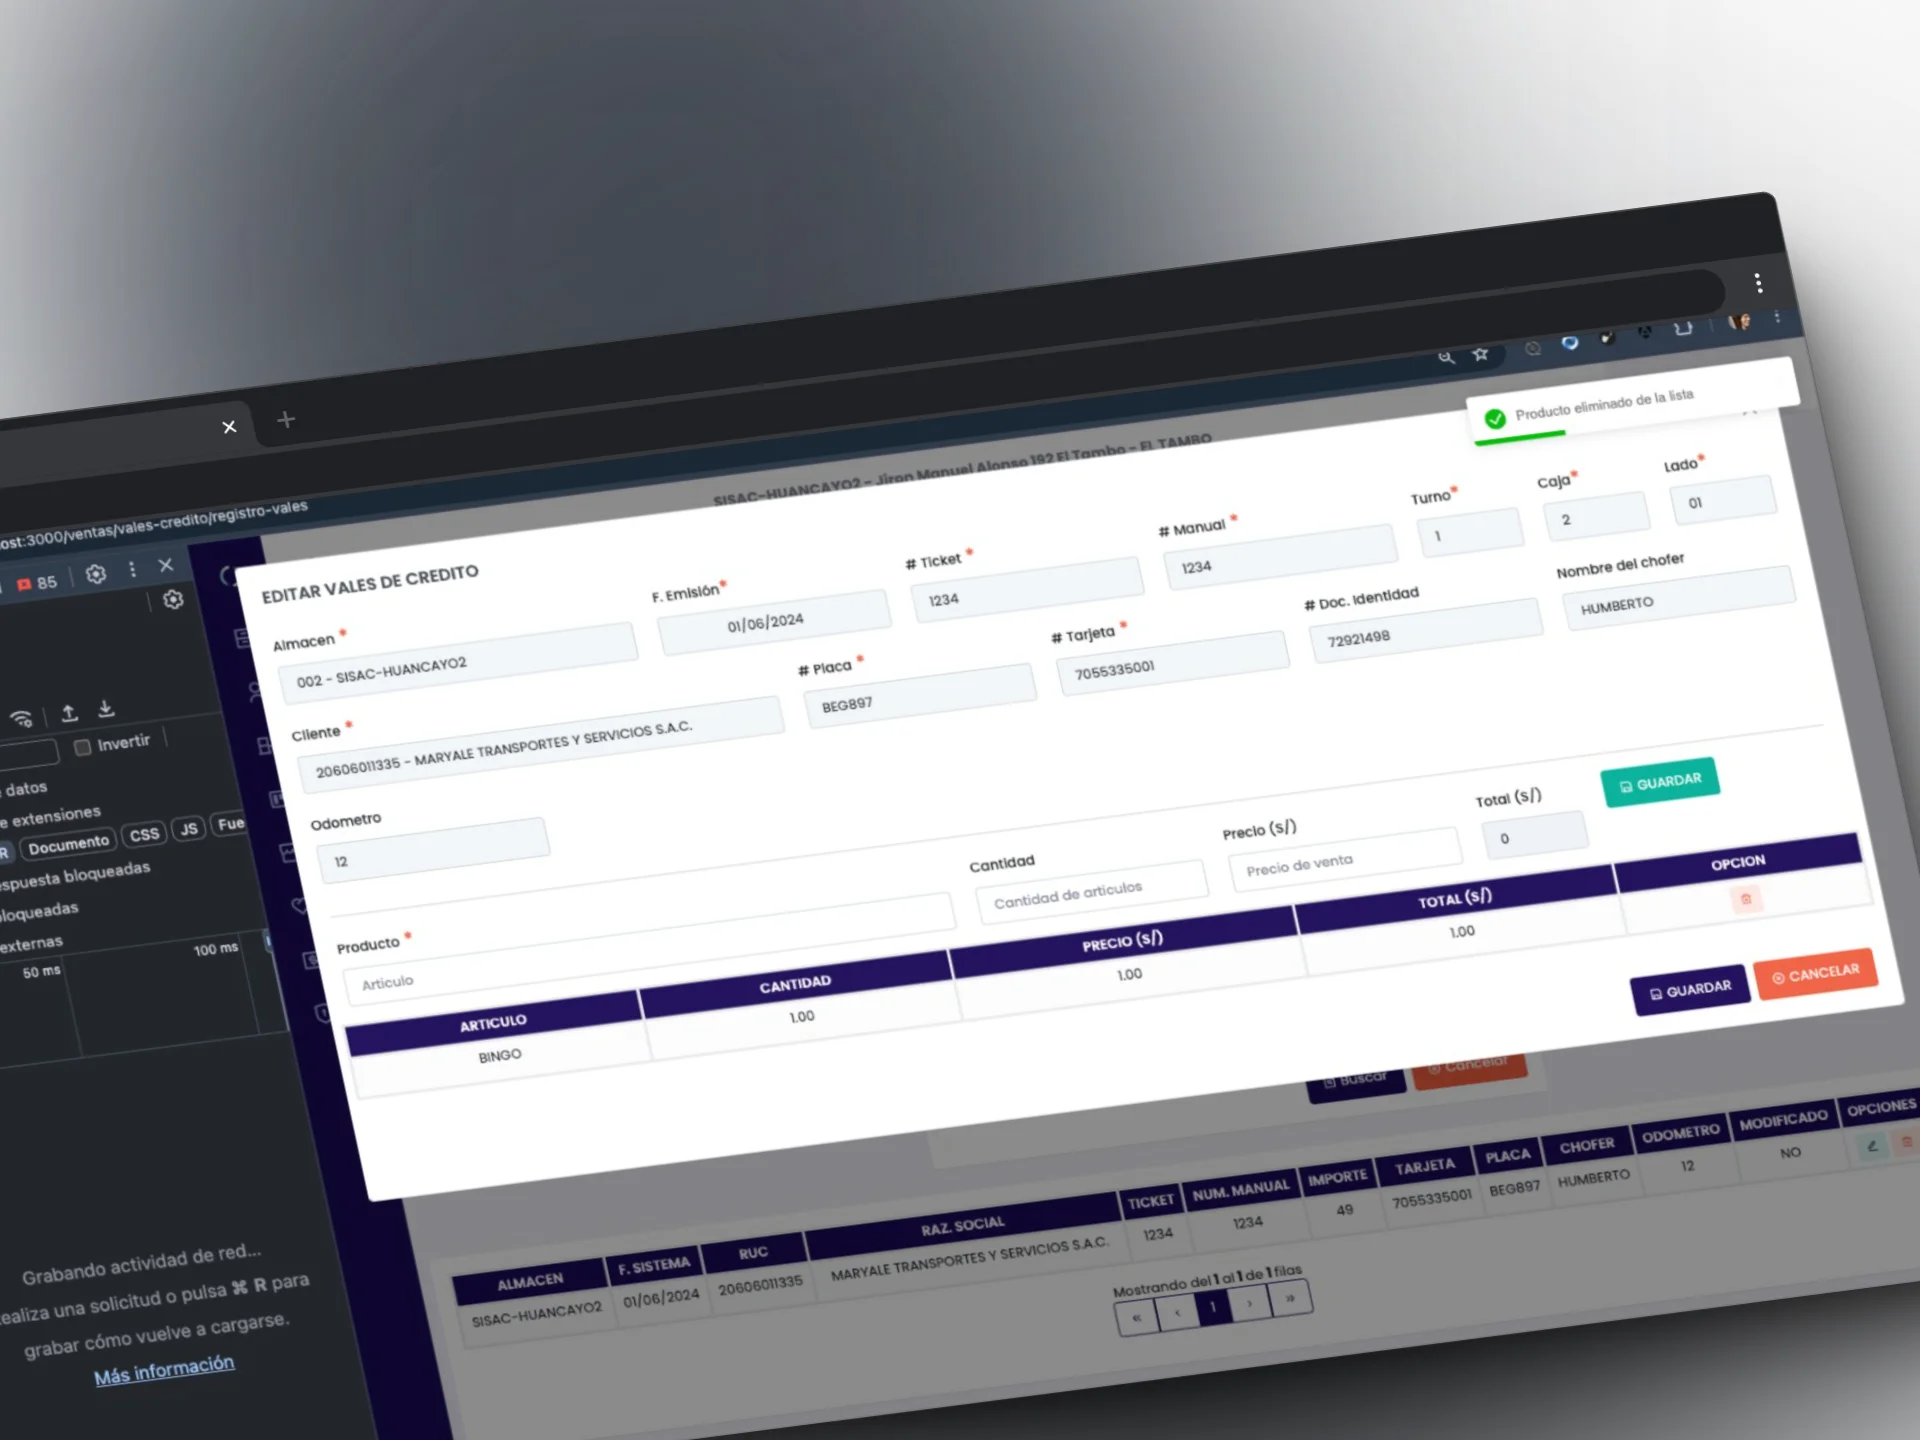 ost:3000/ventas/vales-credito/registro-vales
85
Invertir
datos
e extensiones
R Documento CSS JS Fue
espuesta bloqueadas
bloqueadas
externas
50 ms
100 ms
Grabando actividad de red...
ealiza una solicitud o pulsa ⌘ R para
grabar cómo vuelve a cargarse.
Más información
SISAC-HUANCAYO2 - Jiron Manuel Alonso 192 El Tambo - EL TAMBO
Producto eliminado de la lista
EDITAR VALES DE CREDITO
Almacen *
002 - SISAC-HUANCAYO2
F. Emisión*
01/06/2024
# Ticket *
1234
# Manual *
1234
Turno*
1
Caja*
2
Lado*
01
Cliente *
20606011335 - MARYALE TRANSPORTES Y SERVICIOS S.A.C.
# Placa *
BEG897
# Tarjeta *
7055335001
# Doc. Identidad
72921498
Nombre del chofer
HUMBERTO
Odometro
12
Producto *
Articulo
Cantidad
Cantidad de articulos
Precio (s/)
Precio de venta
Total (s/)
0
GUARDAR
ARTICULO CANTIDAD PRECIO (S/) TOTAL (S/) OPCION
BINGO 1.00 1.00 1.00
GUARDAR CANCELAR
Buscar Cancelar
ALMACEN F. SISTEMA RUC RAZ. SOCIAL TICKET NUM. MANUAL IMPORTE TARJETA PLACA CHOFER ODOMETRO MODIFICADO OPCIONES
SISAC-HUANCAYO2 01/06/2024 20606011335 MARYALE TRANSPORTES Y SERVICIOS S.A.C. 1234 1234 49 7055335001 BEG897 HUMBERTO 12 NO
Mostrando del 1 al 1 de 1 filas
« ‹ 1 › »